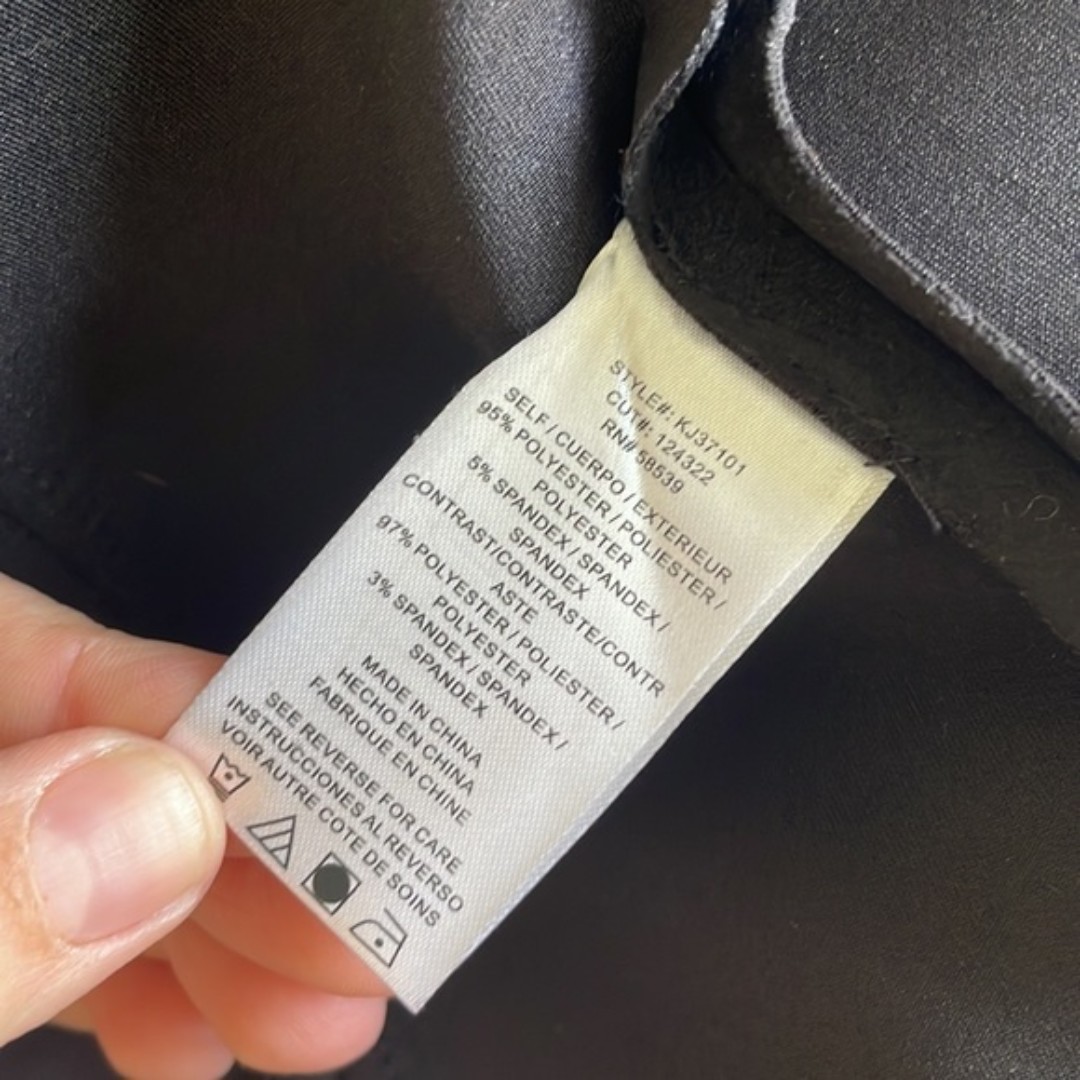 STYLE#: KJ37101
CUT#: 124322
RN# 58539
SELF / CUERPO / EXTERIEUR
95% POLYESTER / POLIESTER /
POLYESTER
5% SPANDEX / SPANDEX /
SPANDEX
CONTRAST/CONTRASTE/CONTR
ASTE
97% POLYESTER / POLIESTER /
POLYESTER
3% SPANDEX / SPANDEX /
SPANDEX
MADE IN CHINA
HECHO EN CHINA
FABRIQUE EN CHINE
SEE REVERSE FOR CARE
INSTRUCCIONES AL REVERSO
VOIR AUTRE COTE DE SOINS